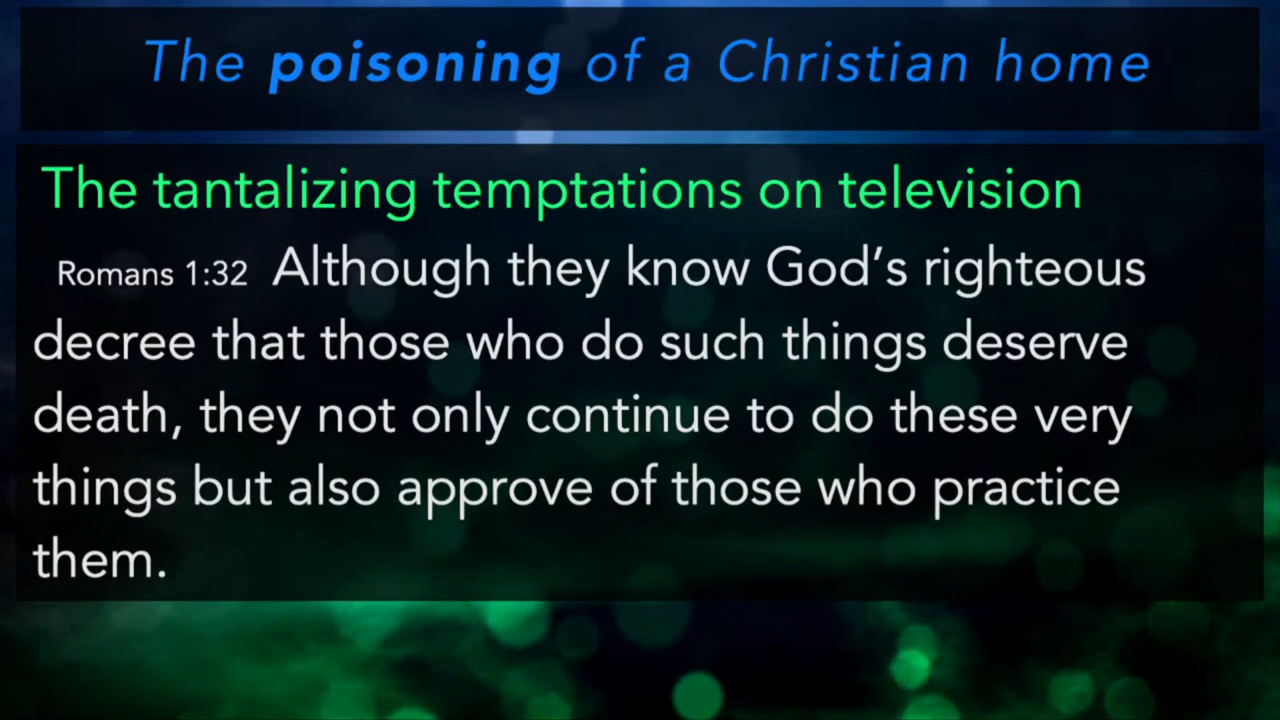 The poisoning of a Christian home
The tantalizing temptations on television
Romans 1:32 Although they know God’s righteous
decree that those who do such things deserve
death, they not only continue to do these very
things but also approve of those who practice
them.